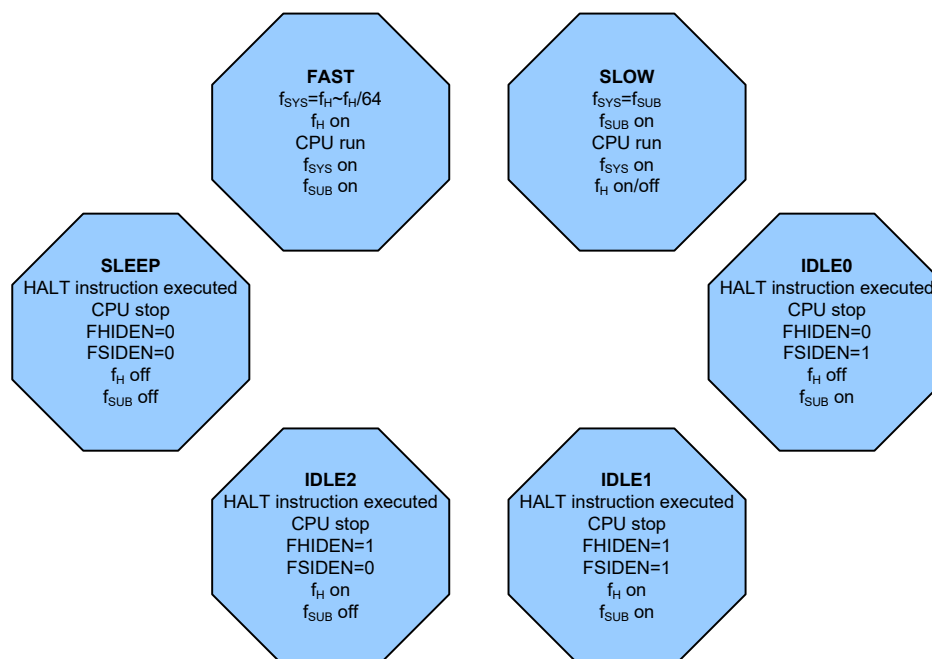 FAST
fSYS=fH~fH/64
fH on
CPU run
fSYS on
fSUB on
SLOW
fSYS=fSUB
fSUB on
CPU run
fSYS on
fH on/off
SLEEP
HALT instruction executed
CPU stop
FHIDEN=0
FSIDEN=0
fH off
fSUB off
IDLE0
HALT instruction executed
CPU stop
FHIDEN=0
FSIDEN=1
fH off
fSUB on
IDLE2
HALT instruction executed
CPU stop
FHIDEN=1
FSIDEN=0
fH on
fSUB off
IDLE1
HALT instruction executed
CPU stop
FHIDEN=1
FSIDEN=1
fH on
fSUB on